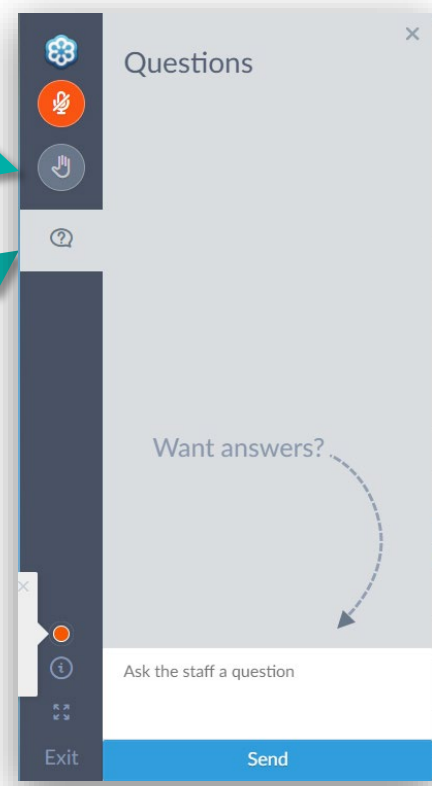 Questions
Want answers?
Ask the staff a question
Exit
Send